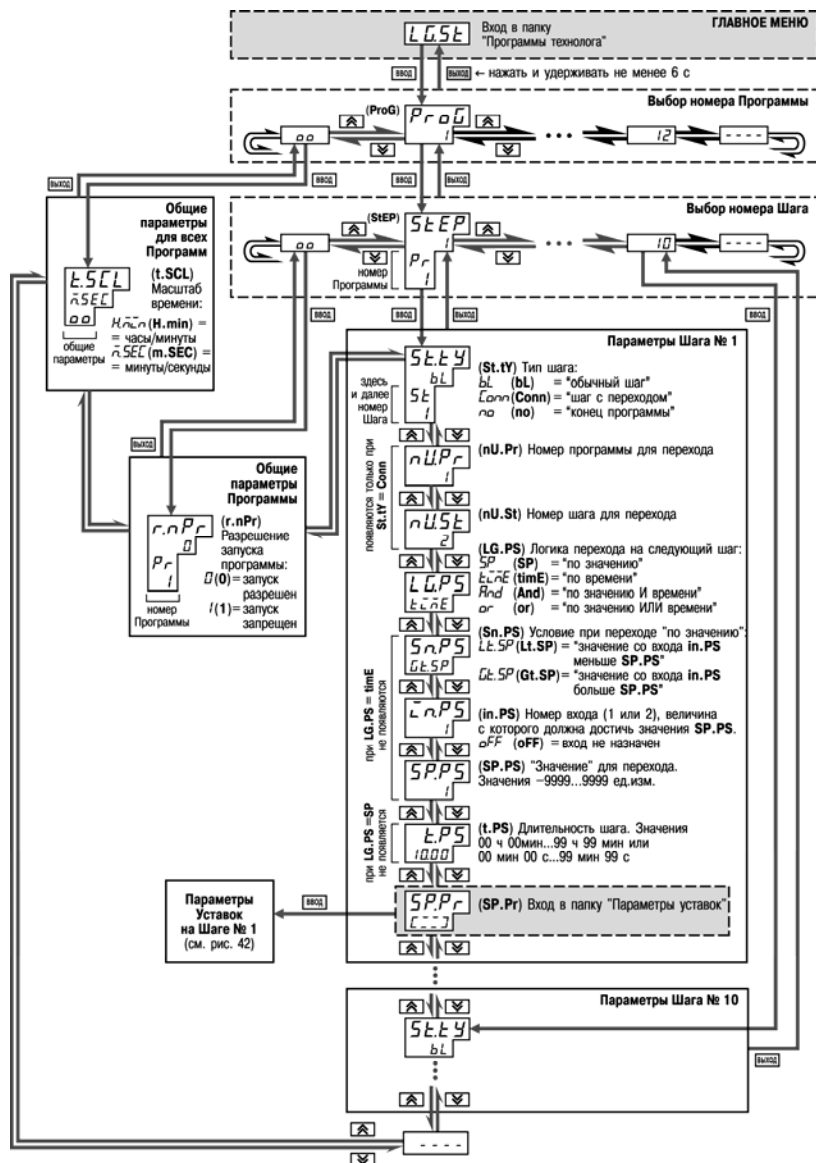 ГЛАВНОЕ МЕНЮ
LG.St
Вход в папку
"Программы технолога"
ВВОД
ВЫХОД ← нажать и удерживать не менее 6 с
Выбор номера Программы
(ProG)
ProG
1
oo
• • •
12
- - - -
ВЫХОД
ВВОД
ВВОД
ВЫХОД
Выбор номера Шага
(StEP)
StEP
1
Pr
1
номер
Программы
oo
• • •
10
- - - -
Общие
параметры
для всех
Программ
t.SCL
m.SEC
oo
общие
параметры
(t.SCL)
Масштаб
времени:
H.min (H.min) =
= часы/минуты
m.SEC (m.SEC) =
= минуты/секунды
ВВОД
ВВОД
ВЫХОД
ВВОД
ВЫХОД
Общие
параметры
Программы
r.nPr
0
Pr
1
номер
Программы
(r.nPr)
Разрешение
запуска
программы:
0 (0) = запуск
разрешен
1 (1) = запуск
запрещен
Параметры Шага № 1
St.tY
bL
St
1
здесь
и далее
номер
Шага
(St.tY) Тип шага:
bL (bL) = "обычный шаг"
Conn (Conn) = "шаг с переходом"
no (no) = "конец программы"
появляются только при
St.tY = Conn
nU.Pr
1
(nU.Pr) Номер программы для перехода
nU.St
2
(nU.St) Номер шага для перехода
LG.PS
timE
(LG.PS) Логика перехода на следующий шаг:
SP (SP) = "по значению"
timE (timE) = "по времени"
And (And) = "по значению И времени"
or (or) = "по значению ИЛИ времени"
при LG.PS = timE
не появляются
Sn.PS
Gt.SP
(Sn.PS) Условие при переходе "по значению":
Lt.SP (Lt.SP) = "значение со входа in.PS
меньше SP.PS"
Gt.SP (Gt.SP) = "значение со входа in.PS
больше SP.PS"
in.PS
1
(in.PS) Номер входа (1 или 2), величина
с которого должна достичь значения SP.PS.
oFF (oFF) = вход не назначен
SP.PS
1
(SP.PS) "Значение" для перехода.
Значения –9999...9999 ед.изм.
при LG.PS =SP
не появляется
t.PS
10.00
(t.PS) Длительность шага. Значения
00 ч 00мин...99 ч 99 мин или
00 мин 00 с...99 мин 99 с
SP.Pr
[---]
(SP.Pr) Вход в папку "Параметры уставок"
ВВОД
Параметры
Уставок
на Шаге № 1
(см. рис. 42)
Параметры Шага № 10
St.tY
bL
ВЫХОД
- - - -